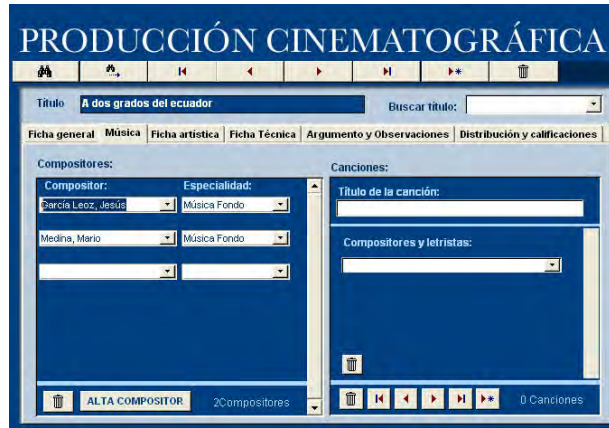 PRODUCCIÓN CINEMATOGRÁFICA
Título A dos grados del ecuador Buscar título:
Ficha general Música Ficha artística Ficha Técnica Argumento y Observaciones Distribución y calificaciones
Compositores:
Compositor: Especialidad:
García Leoz, Jesús Música Fondo
Medina, Mario Música Fondo
ALTA COMPOSITOR 2Compositores
Canciones:
Título de la canción:
Compositores y letristas:
0 Canciones